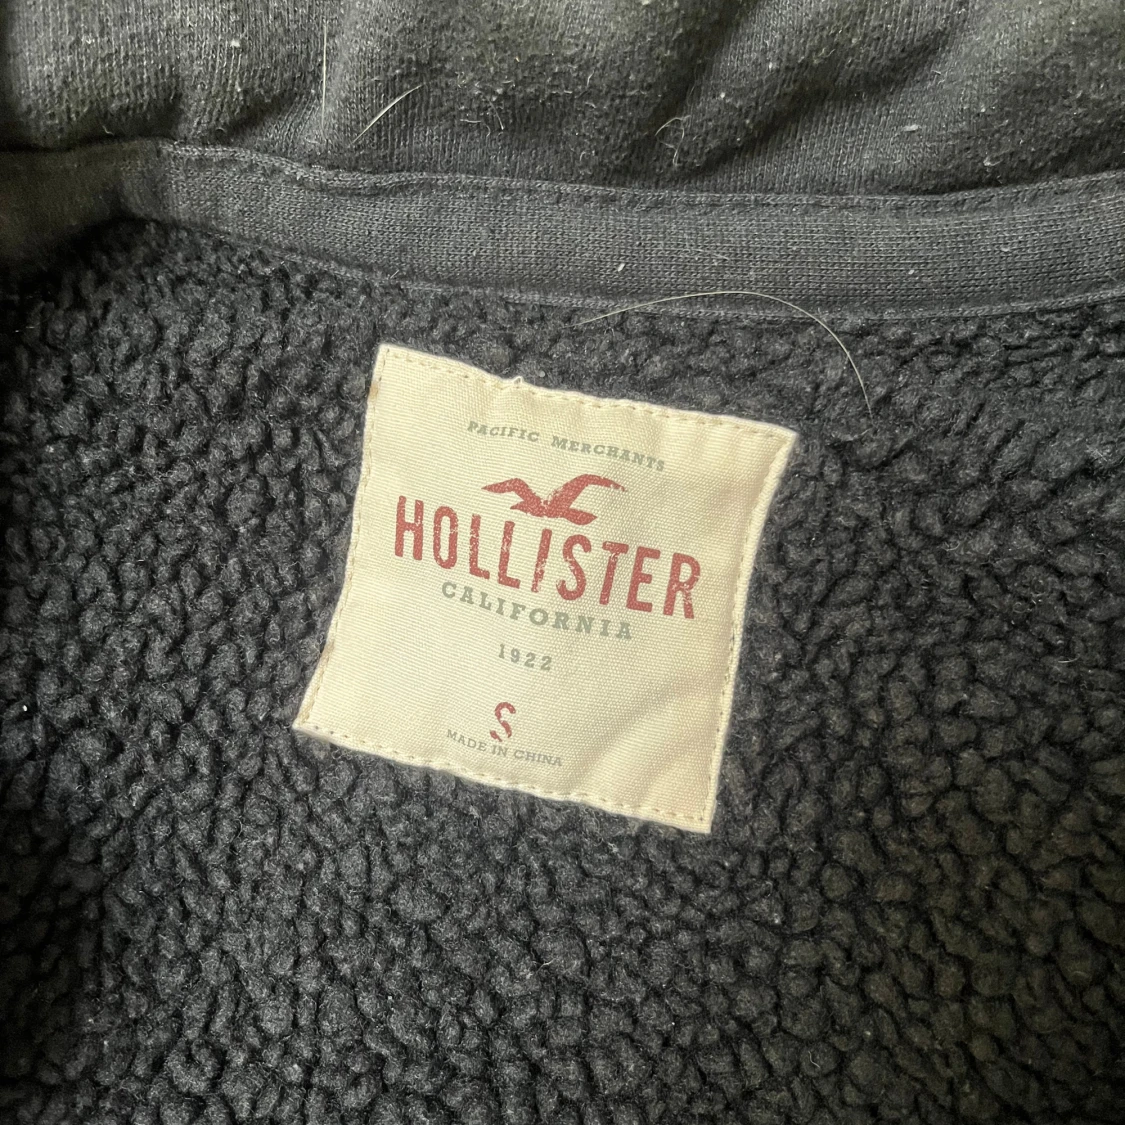 PACIFIC MERCHANTS
HOLLISTER
CALIFORNIA
1922
S
MADE IN CHINA